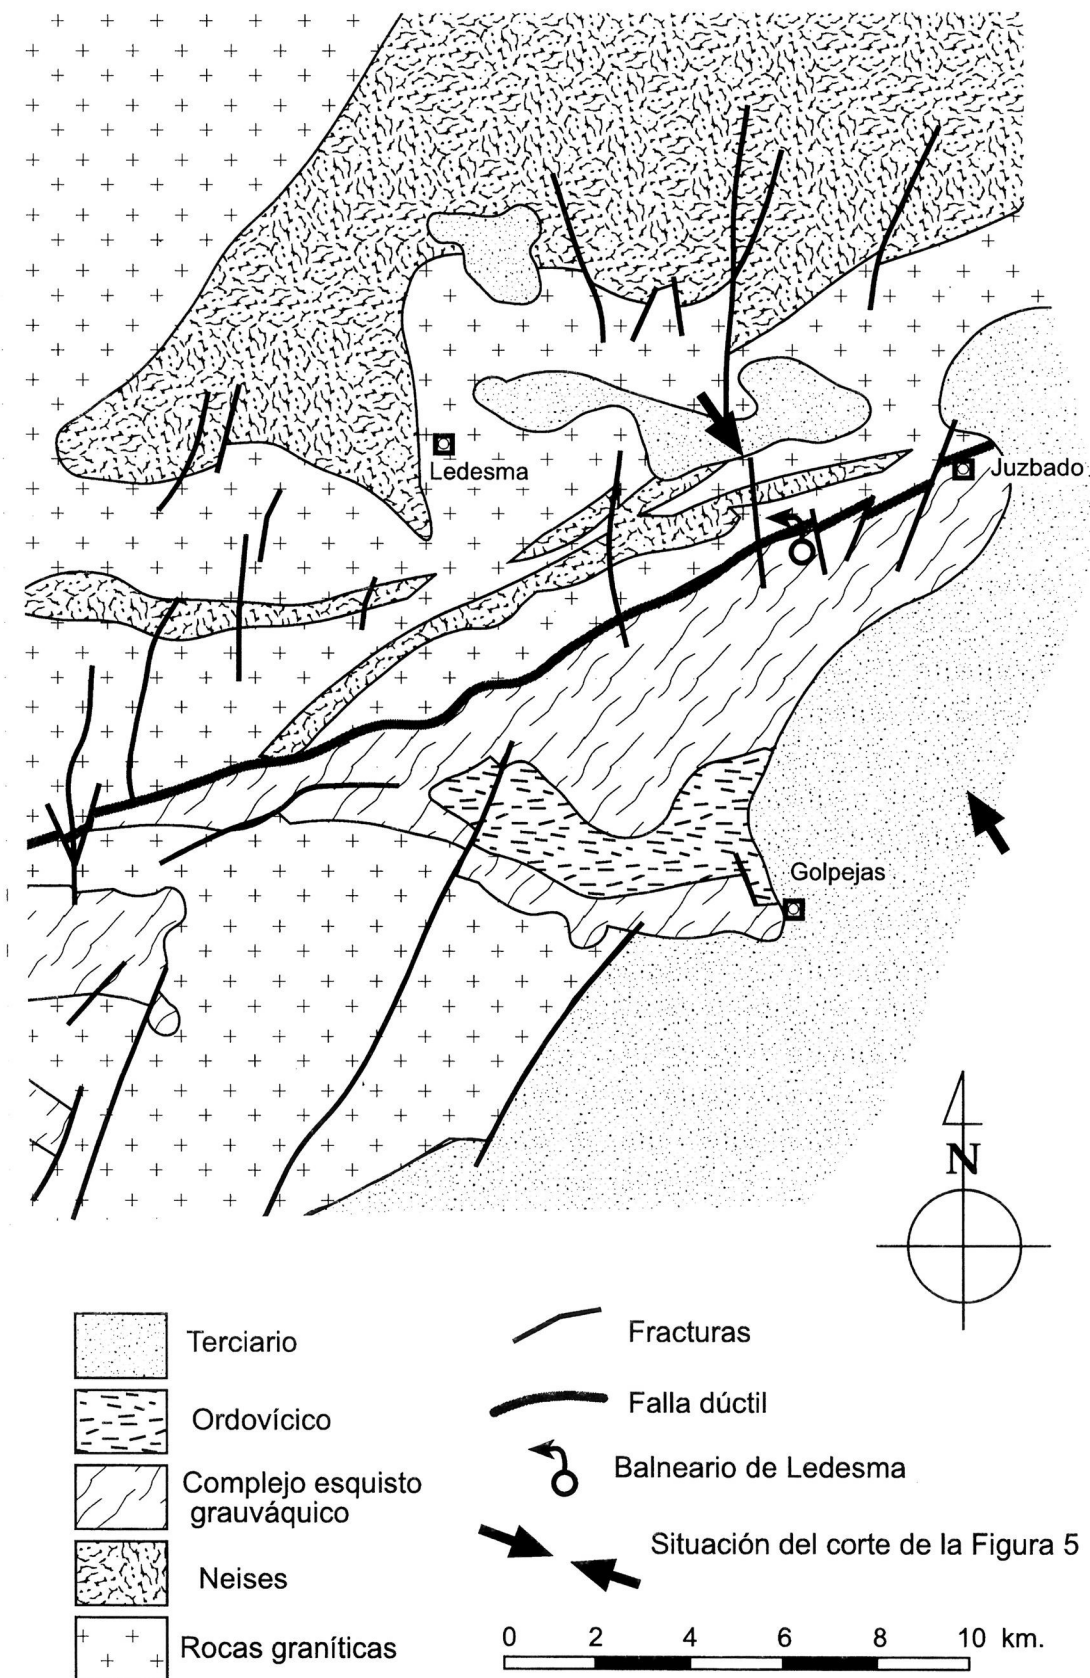 Ledesma
Juzbado
Golpejas
N
Terciario
Ordovícico
Complejo esquisto
grauváquico
Neises
Rocas graníticas
Fracturas
Falla dúctil
Balneario de Ledesma
Situación del corte de la Figura 5
0 2 4 6 8 10 km.